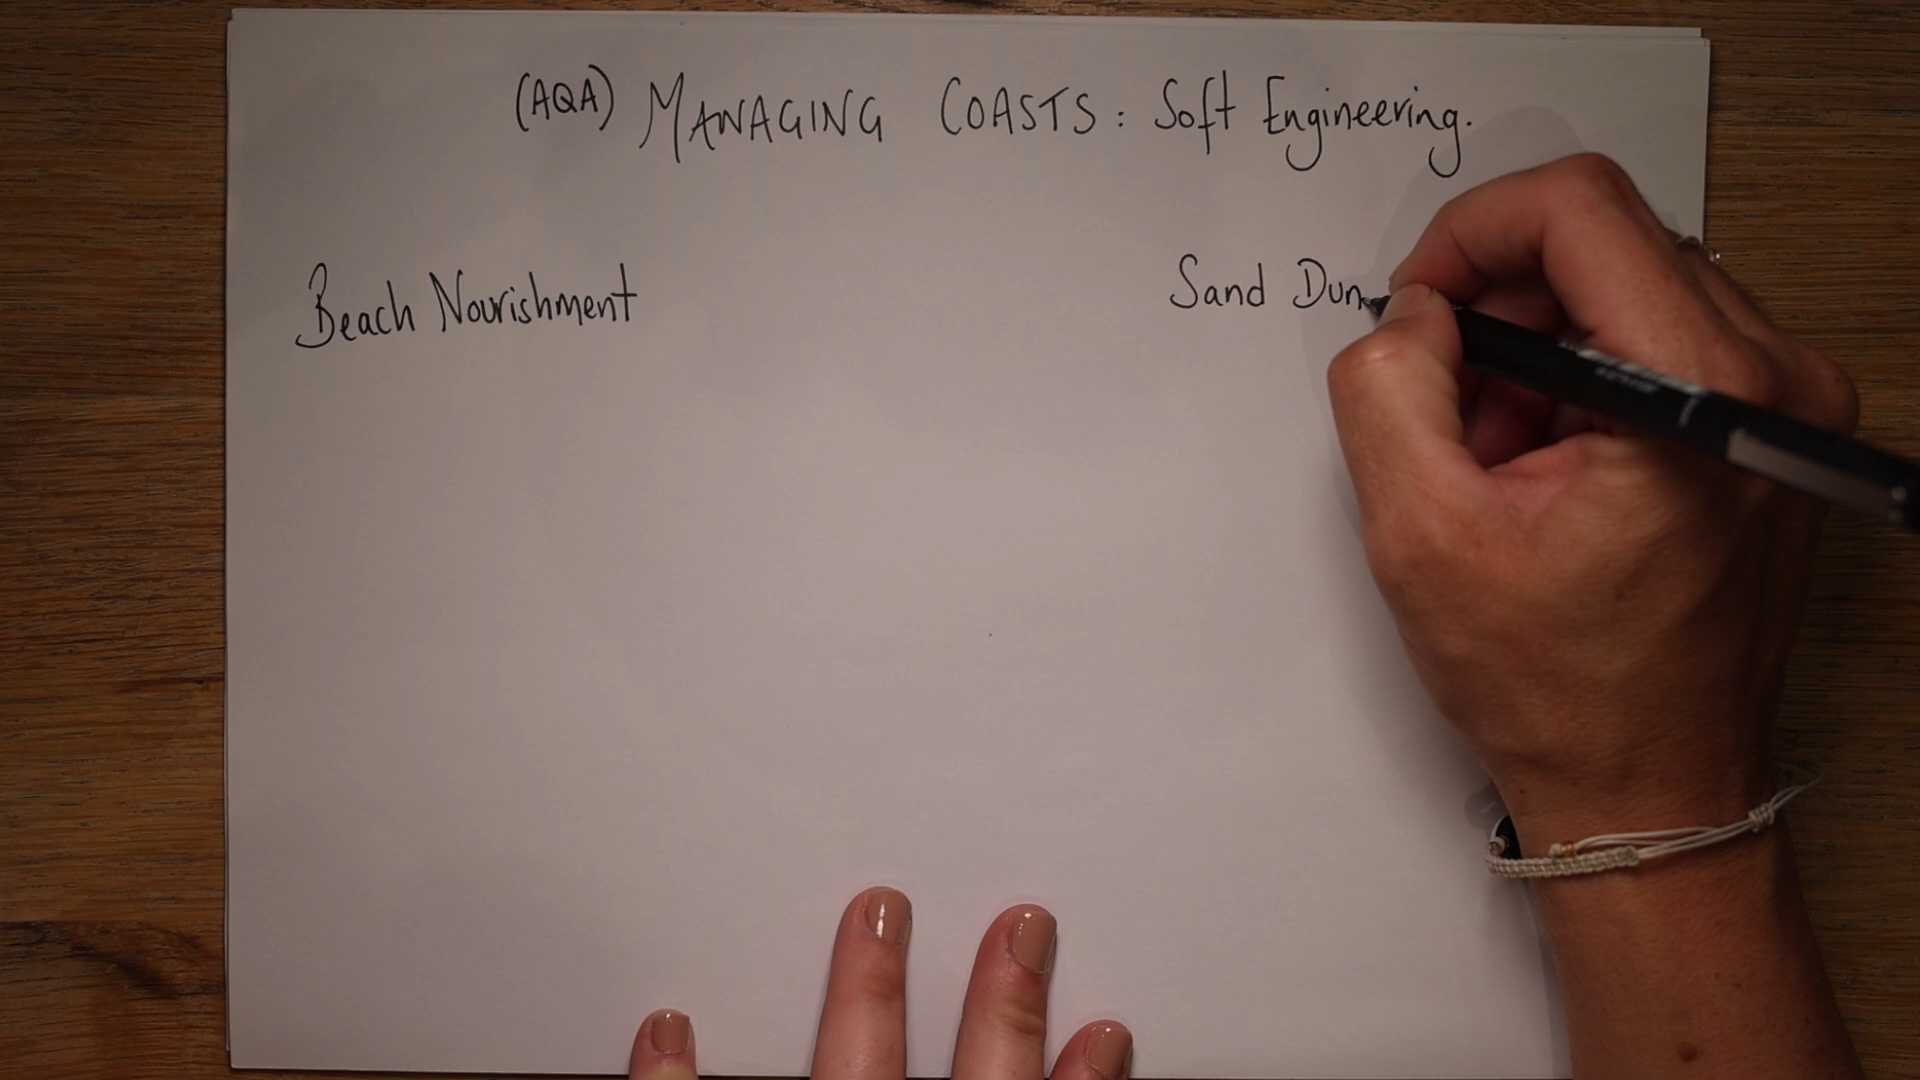 (AQA) MANAGING COASTS: Soft Engineering.
Beach Nourishment
Sand Dun